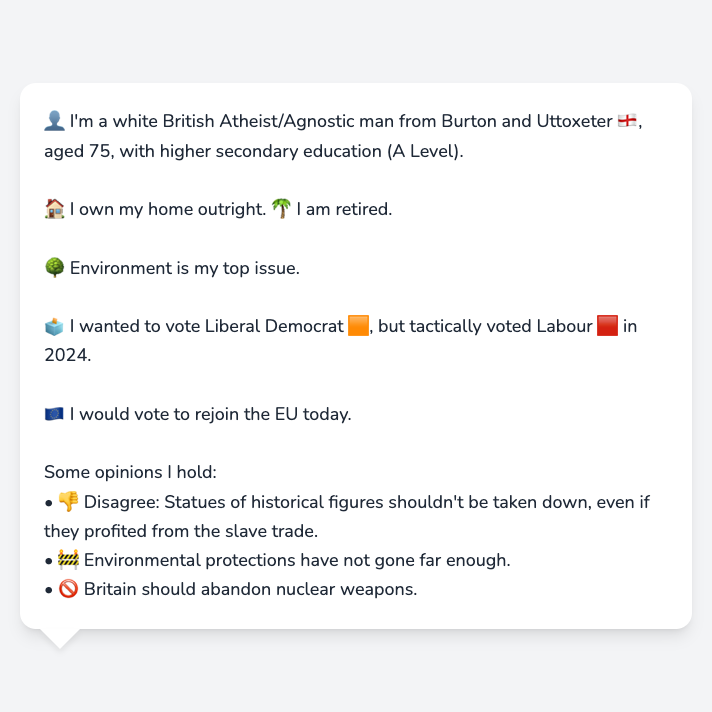 👤 I'm a white British Atheist/Agnostic man from Burton and Uttoxeter 🏴󠁧󠁢󠁥󠁮󠁧󠁿,
aged 75, with higher secondary education (A Level).
🏠 I own my home outright. 🌴 I am retired.
🌳 Environment is my top issue.
🗳️ I wanted to vote Liberal Democrat 🟧, but tactically voted Labour 🟥 in
2024.
🇪🇺 I would vote to rejoin the EU today.
Some opinions I hold:
• 👎 Disagree: Statues of historical figures shouldn't be taken down, even if
they profited from the slave trade.
• 🚧 Environmental protections have not gone far enough.
• 🚫 Britain should abandon nuclear weapons.